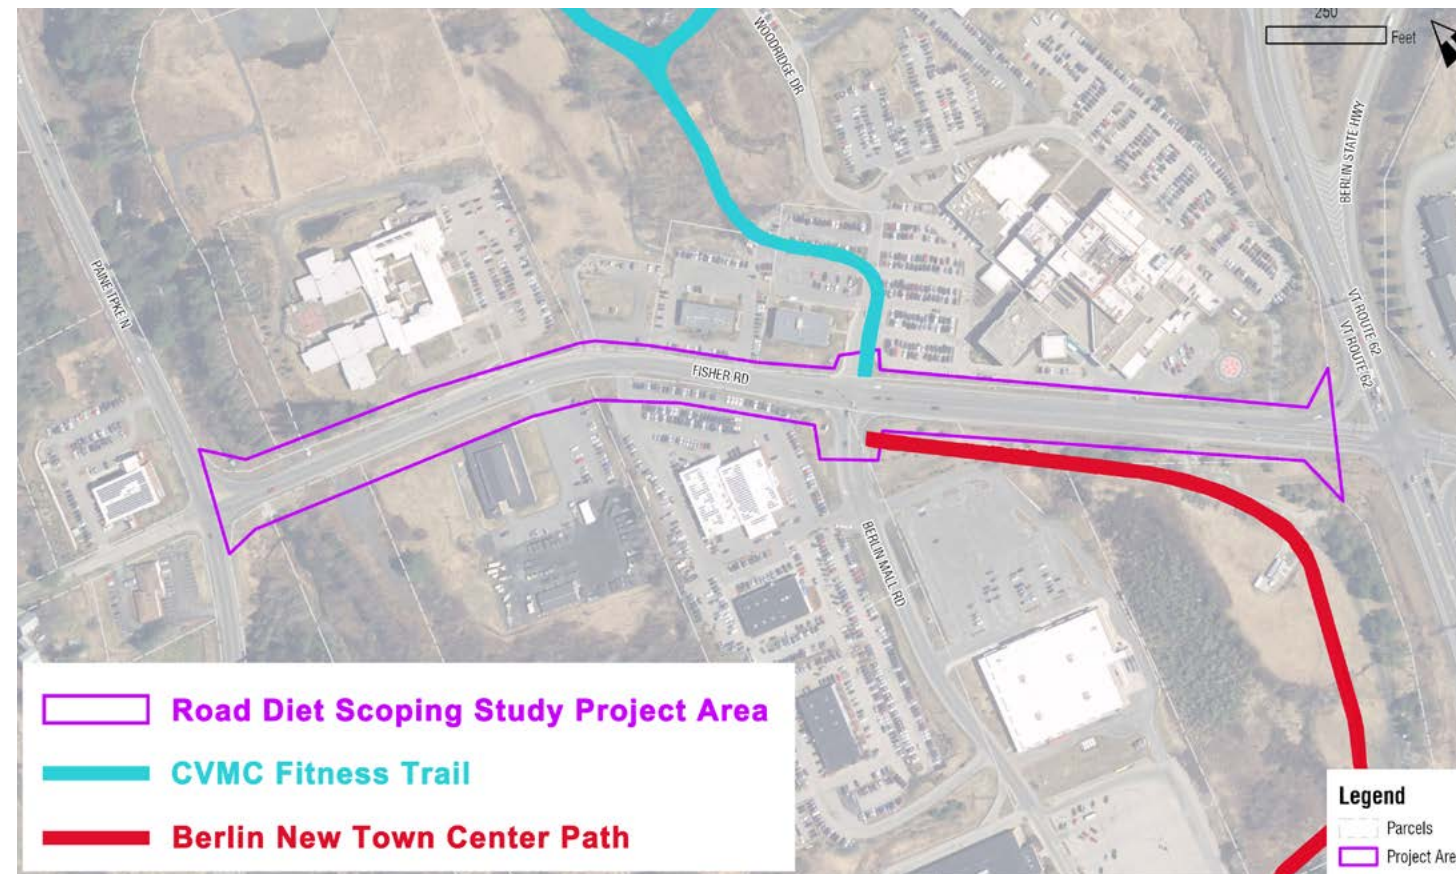 250
Feet
WOODRIDGE DR
BERLIN STATE HWY
PAINE TPKE N
VT ROUTE 62
VT ROUTE 62
FISHER RD
BERLIN MALL RD
Road Diet Scoping Study Project Area
CVMC Fitness Trail
Berlin New Town Center Path
Legend
Parcels
Project Are